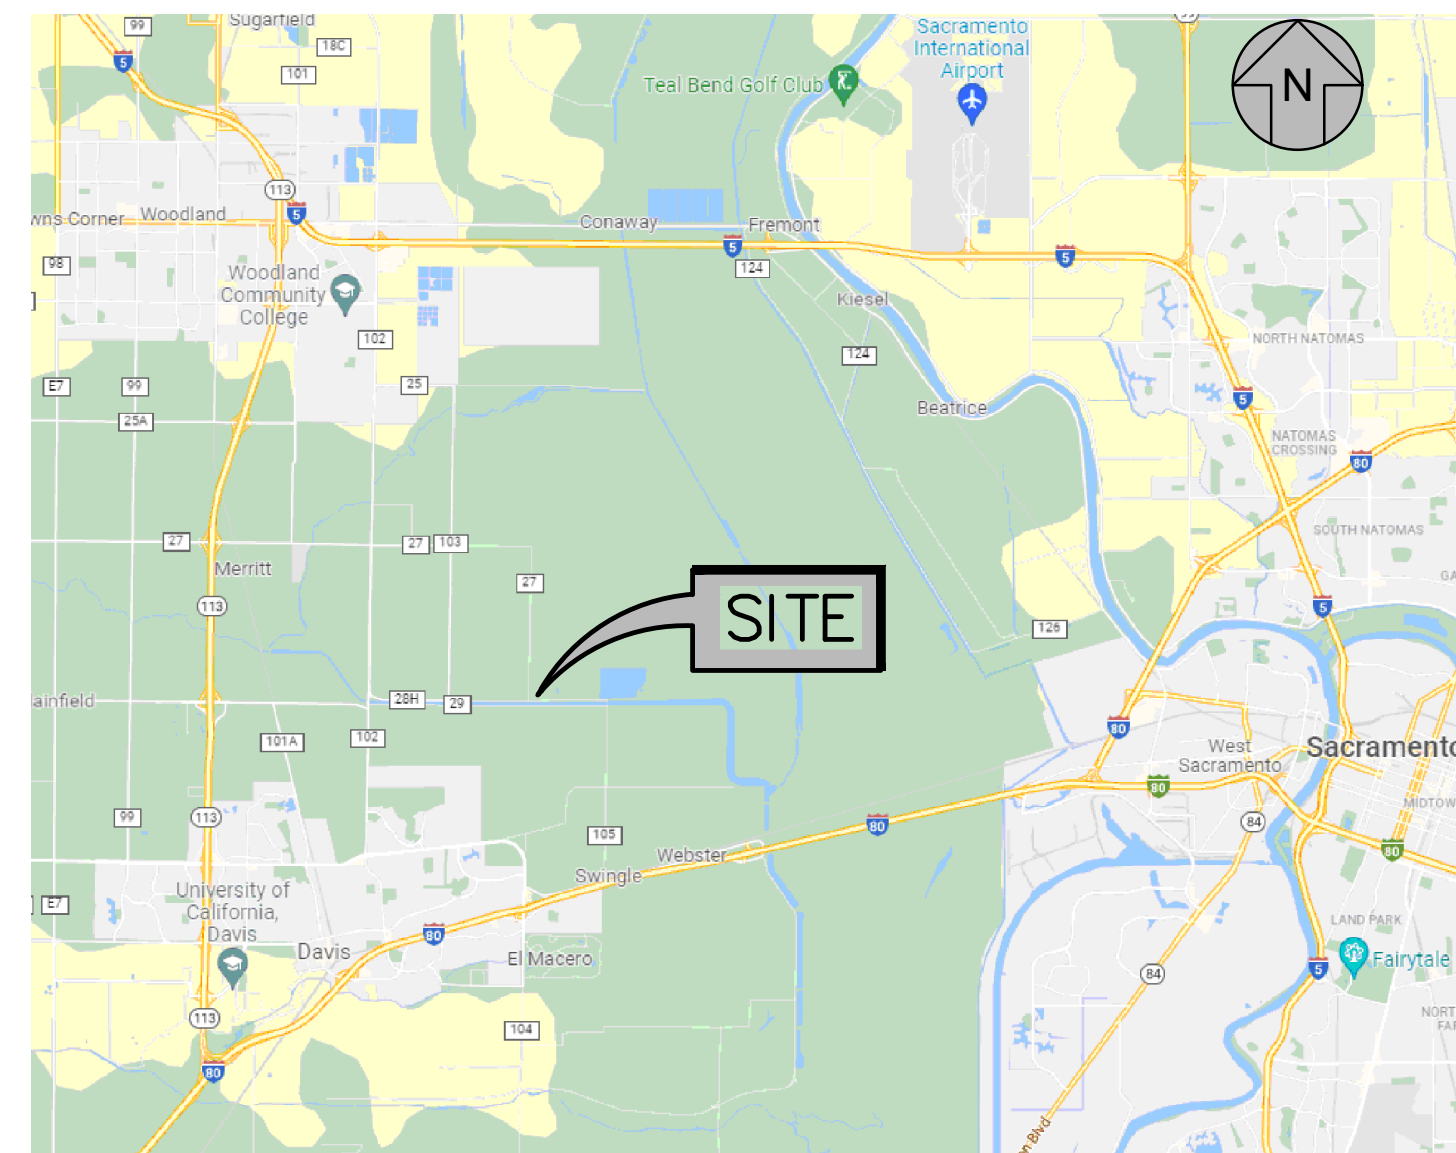 Sugarfield
99
18C
101
5
Sacramento
International
Airport
Teal Bend Golf Club
N
113
5
Woodland
Conaway
Fremont
5
5
124
98
Woodland
Community
College
Kiesel
102
124
NORTH NATOMAS
E7
99
25
25A
5
Beatrice
NATOMAS
CROSSING
80
27
27
103
SOUTH NATOMAS
Merritt
27
113
SITE
5
126
28H
29
80
101A
102
West
Sacramento
Sacramento
80
99
113
105
80
84
MIDTOW
80
Webster
Swingle
University of
California,
Davis
E7
80
Davis
El Macero
LAND PARK
84
5
Fairytale
113
104
NORT
FAR
80
n Blvd